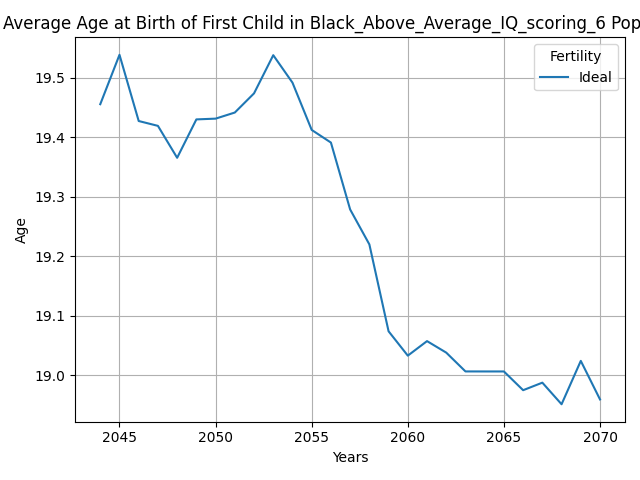 Average Age at Birth of First Child in Black_Above_Average_IQ_scoring_6 Pop
Fertility
Ideal
19.5
19.4
19.3
19.2
19.1
19.0
Age
2045 2050 2055 2060 2065 2070
Years